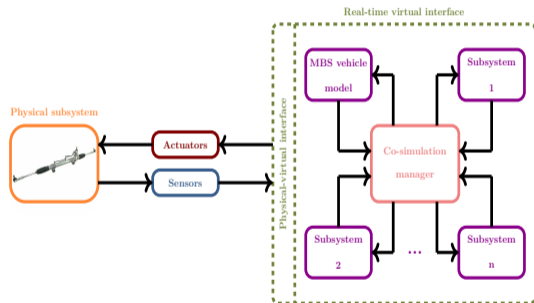 Real-time virtual interface
Physical-virtual interface
MBS vehicle
model
Subsystem
1
Physical subsystem
Actuators
Sensors
Co-simulation
manager
Subsystem
2
...
Subsystem
n